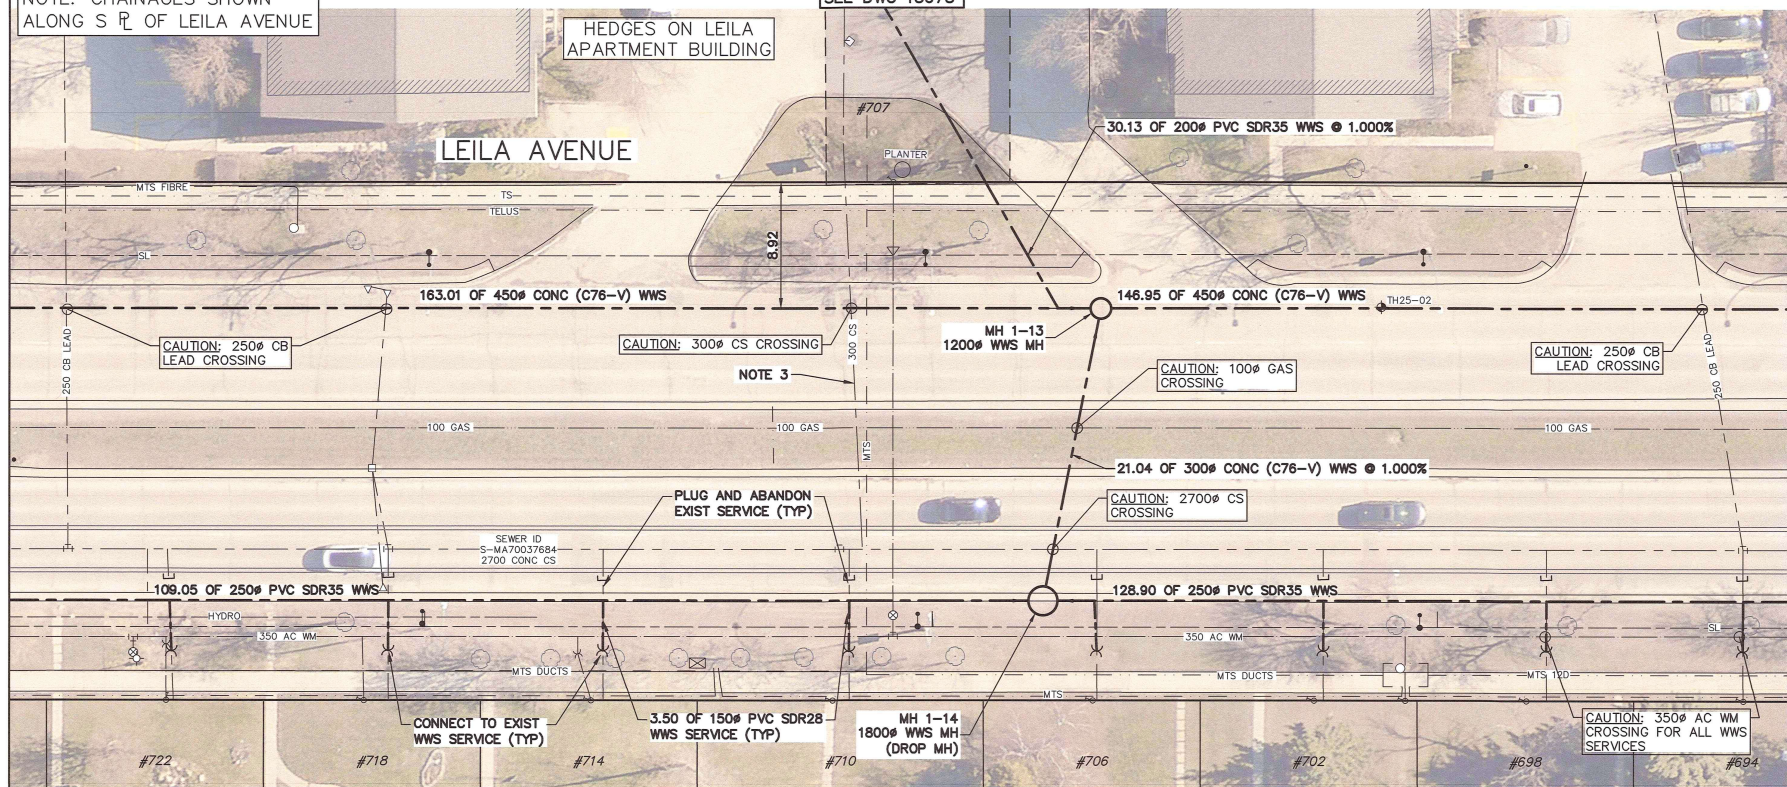 NOTE: CHAINAGES SHOWN
ALONG S ⅊ OF LEILA AVENUE
HEDGES ON LEILA
APARTMENT BUILDING
#707
30.13 OF 200ø PVC SDR35 WWS @ 1.000%
LEILA AVENUE
PLANTER
MTS FIBRE
TS
TELUS
8.92
SL
163.01 OF 450ø CONC (C76-V) WWS
146.95 OF 450ø CONC (C76-V) WWS
TH25-02
MH 1-13
1200ø WWS MH
CAUTION: 250ø CB
LEAD CROSSING
CAUTION: 300ø CS CROSSING
300 CS
CAUTION: 250ø CB
LEAD CROSSING
250 CB LEAD
NOTE 3
CAUTION: 100ø GAS
CROSSING
250 CB LEAD
100 GAS
100 GAS
100 GAS
MTS
21.04 OF 300ø CONC (C76-V) WWS @ 1.000%
PLUG AND ABANDON
EXIST SERVICE (TYP)
CAUTION: 2700ø CS
CROSSING
SEWER ID
S-MA70037684
2700 CONC CS
109.05 OF 250ø PVC SDR35 WWS
128.90 OF 250ø PVC SDR35 WWS
HYDRO
350 AC WM
350 AC WM
SL
MTS DUCTS
MTS DUCTS
MTS 12D
MTS
CONNECT TO EXIST
WWS SERVICE (TYP)
3.50 OF 150ø PVC SDR28
WWS SERVICE (TYP)
MH 1-14
1800ø WWS MH
(DROP MH)
CAUTION: 350ø AC WM
CROSSING FOR ALL WWS
SERVICES
#722
#718
#714
#710
#706
#702
#698
#694